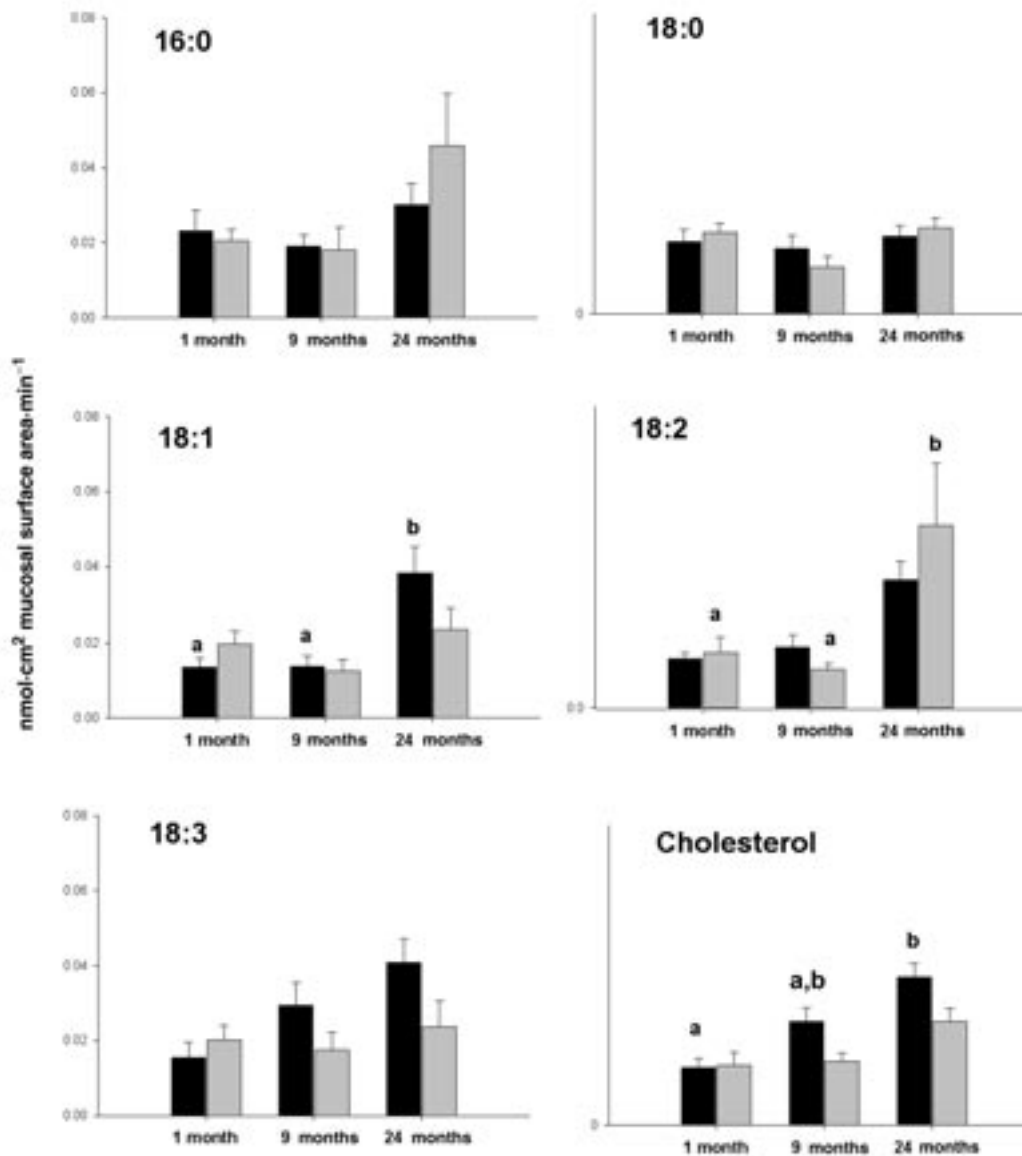 nmol·cm² mucosal surface area·min⁻¹
16:0
0.08
0.06
0.04
0.02
0.00
1 month 9 months 24 months
18:0
0
1 month 9 months 24 months
18:1
0.08
0.06
0.04
0.02
0.00
a a b
1 month 9 months 24 months
18:2
0.0
a a b
1 month 9 months 24 months
18:3
0.08
0.06
0.04
0.02
0.00
1 month 9 months 24 months
Cholesterol
0
a a,b b
1 month 9 months 24 months